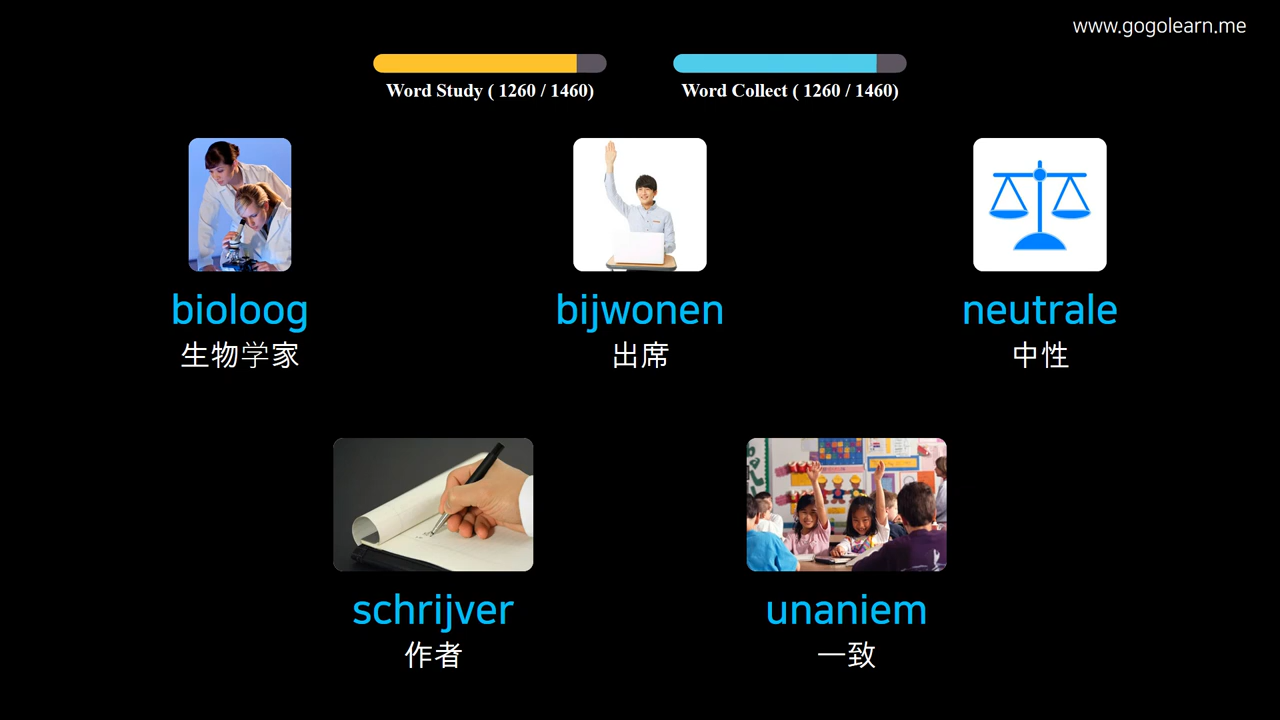 www.gogolearn.me
Word Study ( 1260 / 1460)
Word Collect ( 1260 / 1460)
bioloog
生物学家
bijwonen
出席
neutrale
中性
schrijver
作者
unaniem
一致